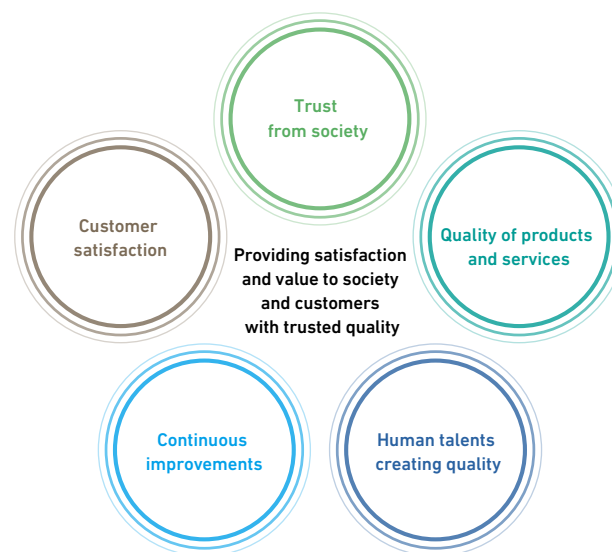 Trust
from society
Customer
satisfaction
Quality of products
and services
Providing satisfaction
and value to society
and customers
with trusted quality
Continuous
improvements
Human talents
creating quality